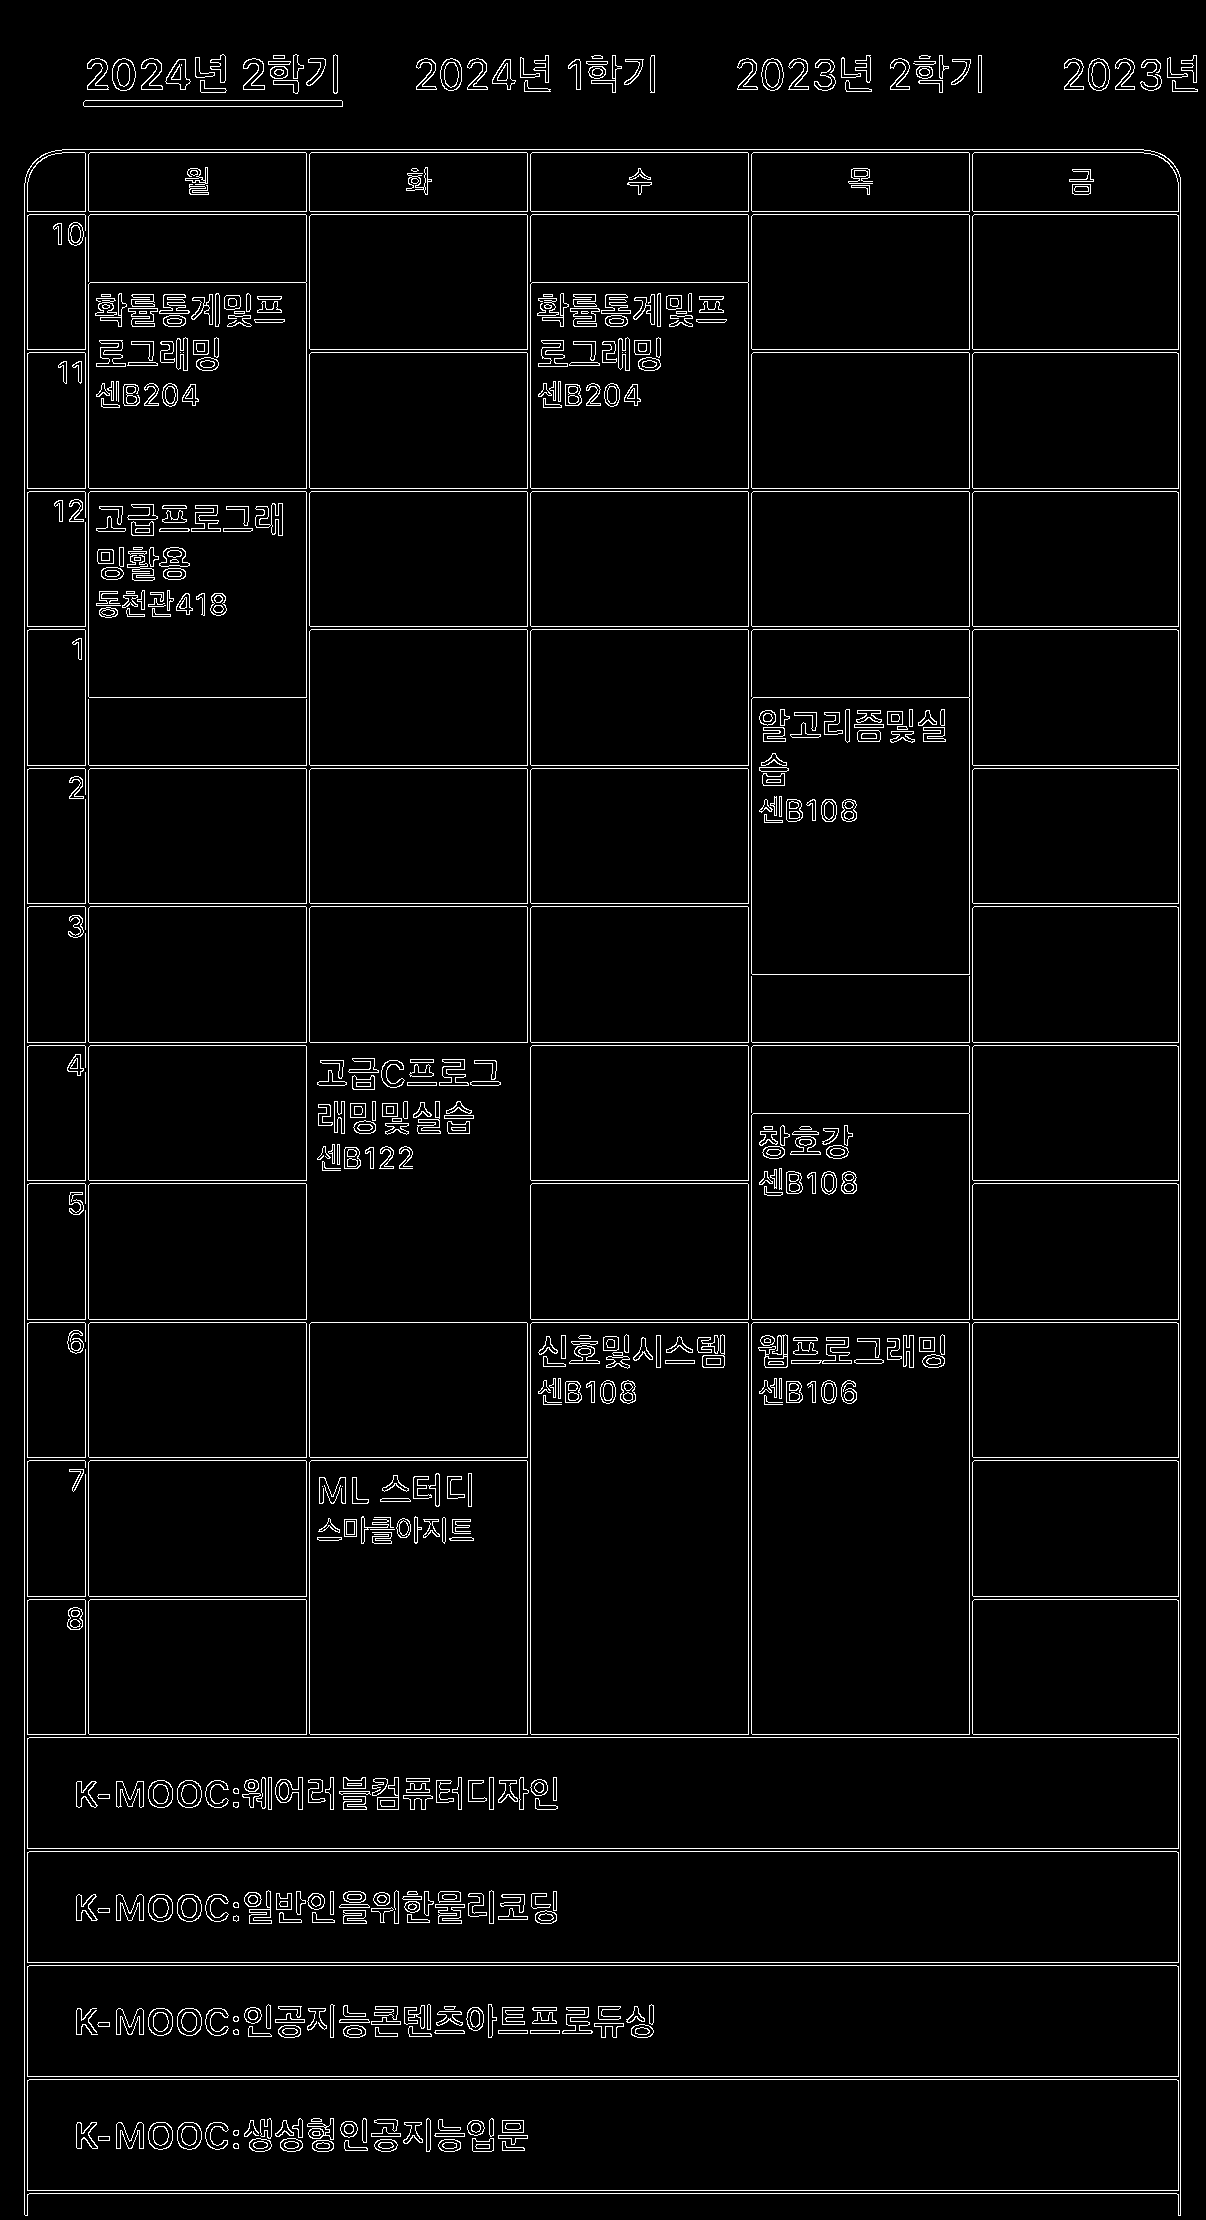 2024년 2학기 2024년 1학기 2023년 2학기 2023년
월 화 수 목 금
10
확률통계및프
로그래밍
센B204
확률통계및프
로그래밍
센B204
11
12
고급프로그래
밍활용
동천관418
1
알고리즘및실
습
센B108
2
3
4
고급C프로그
래밍및실습
센B122
창호강
센B108
5
6
신호및시스템
센B108
웹프로그래밍
센B106
7
ML 스터디
스마클아지트
8
K-MOOC:웨어러블컴퓨터디자인
K-MOOC:일반인을위한물리코딩
K-MOOC:인공지능콘텐츠아트프로듀싱
K-MOOC:생성형인공지능입문